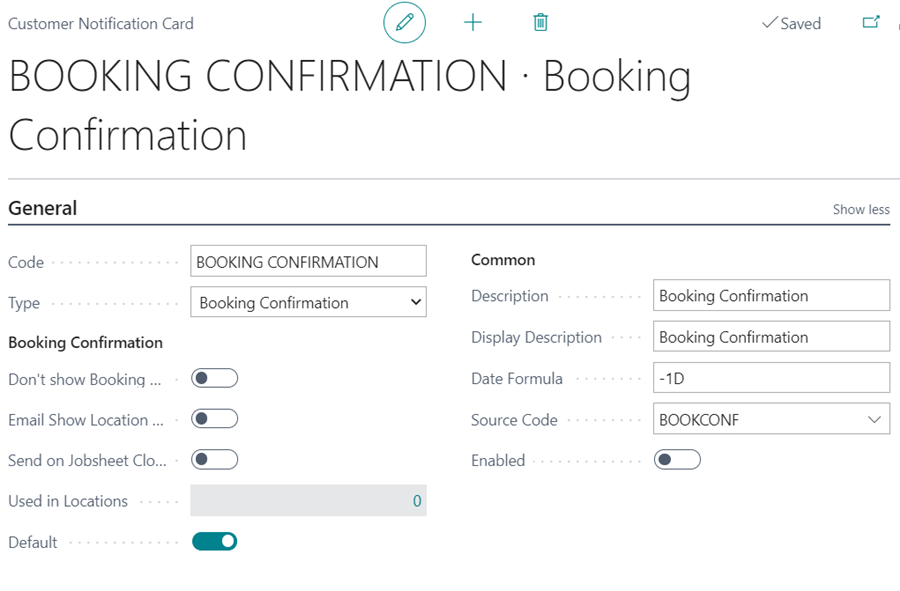 Customer Notification Card
Saved
BOOKING CONFIRMATION · Booking
Confirmation
General
Show less
Code
BOOKING CONFIRMATION
Type
Booking Confirmation
Booking Confirmation
Don't show Booking ...
Email Show Location ...
Send on Jobsheet Clo...
Used in Locations
0
Default
Common
Description
Booking Confirmation
Display Description
Booking Confirmation
Date Formula
-1D
Source Code
BOOKCONF
Enabled